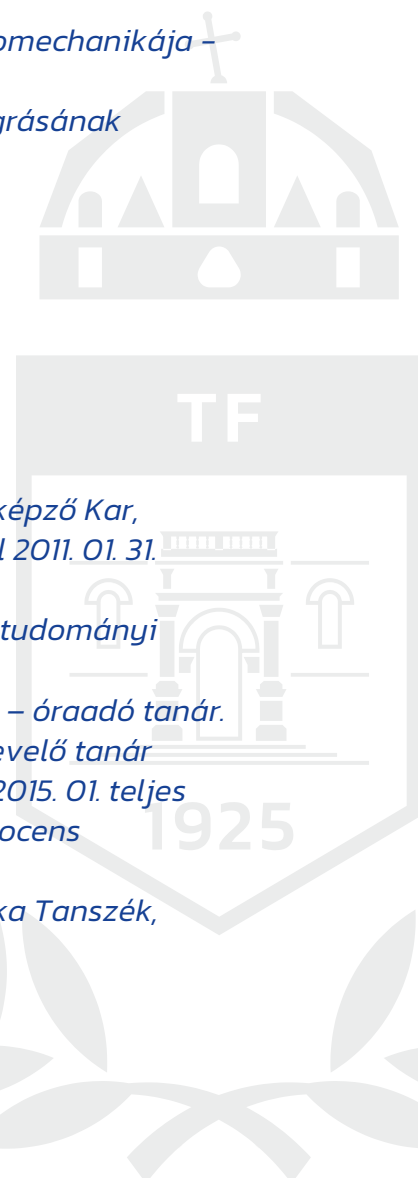 omechanikája –
grásának
TF
képző Kar,
l 2011. 01. 31.
tudományi
– óraadó tanár.
evelő tanár
2015. 01. teljes
1925
ocens
ka Tanszék,